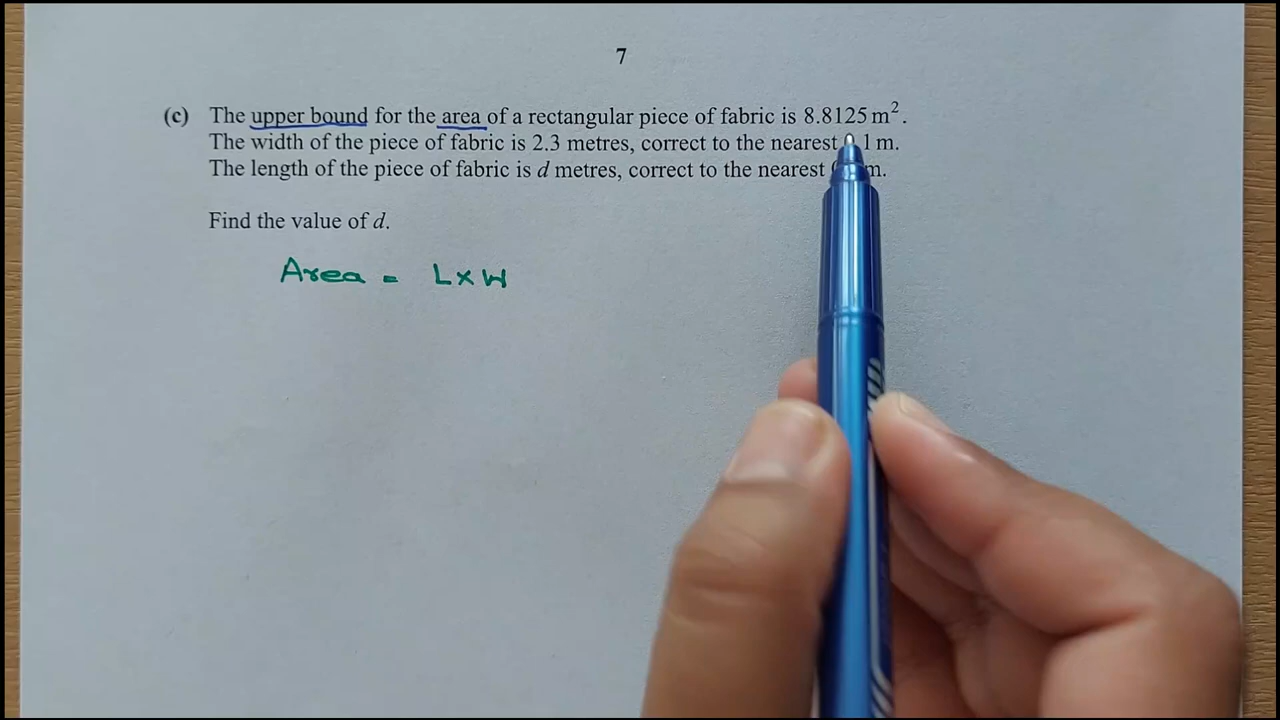 7
(c) The upper bound for the area of a rectangular piece of fabric is 8.8125 m².
The width of the piece of fabric is 2.3 metres, correct to the nearest 1 m.
The length of the piece of fabric is d metres, correct to the nearest m.
Find the value of d.
Area = L×W